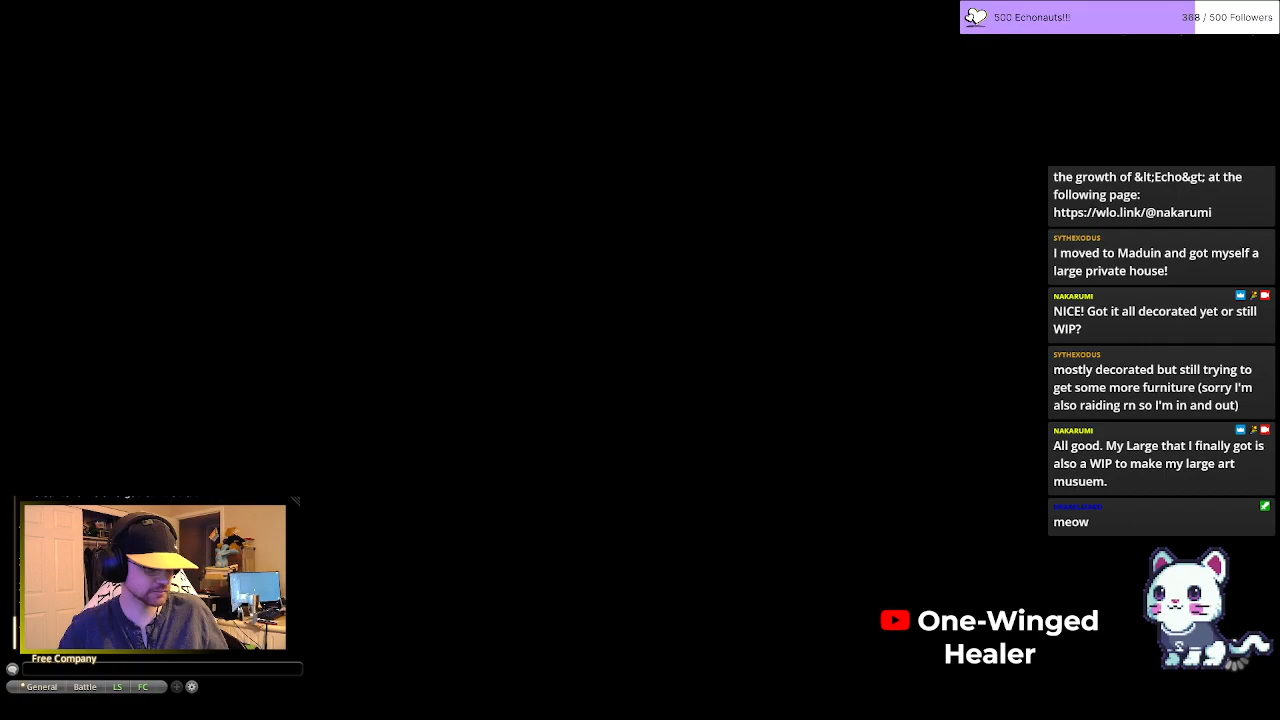 500 Echonauts!!!
368 / 500 Followers
the growth of &lt;Echo&gt; at the
following page:
https://wlo.link/@nakarumi
SYTHEXODUS
I moved to Maduin and got myself a
large private house!
NAKARUMI
NICE! Got it all decorated yet or still
WIP?
SYTHEXODUS
mostly decorated but still trying to
get some more furniture (sorry I'm
also raiding rn so I'm in and out)
NAKARUMI
All good. My Large that I finally got is
also a WIP to make my large art
musuem.
meow
One-Winged
Healer
Free Company
General Battle LS FC